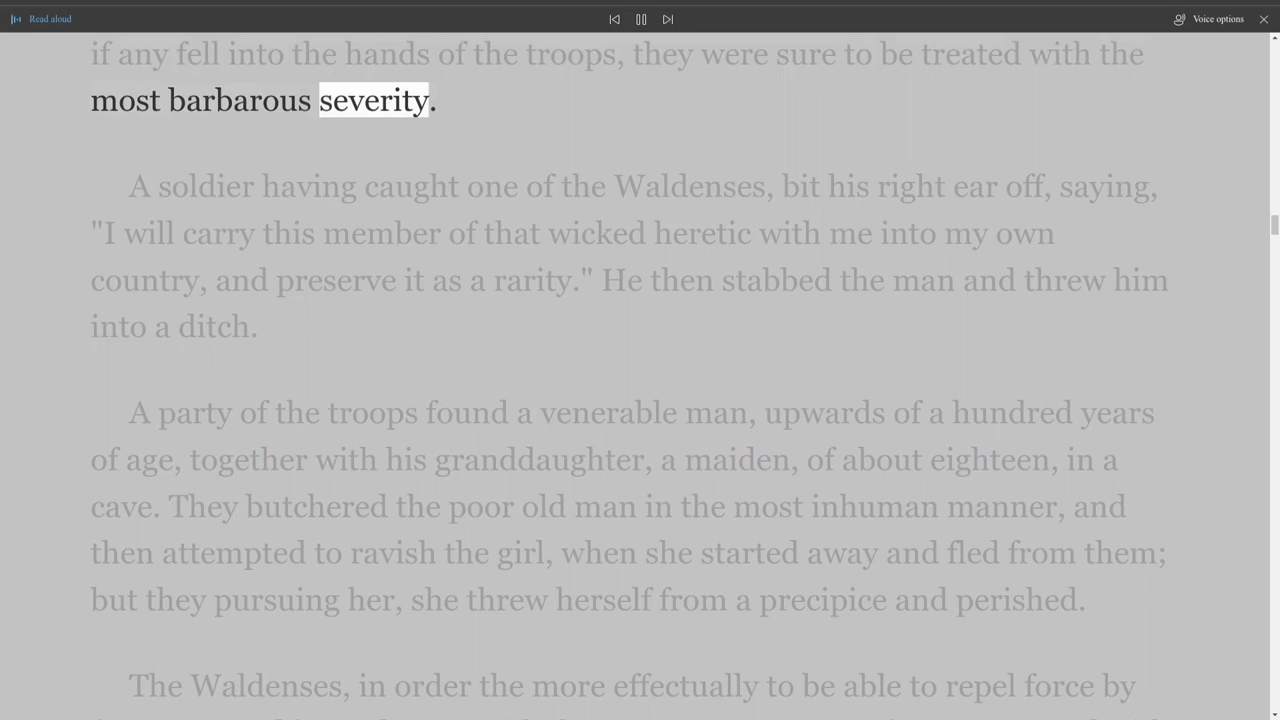 Read aloud
Voice options
if any fell into the hands of the troops, they were sure to be treated with the
most barbarous severity.
A soldier having caught one of the Waldenses, bit his right ear off, saying,
"I will carry this member of that wicked heretic with me into my own
country, and preserve it as a rarity." He then stabbed the man and threw him
into a ditch.
A party of the troops found a venerable man, upwards of a hundred years
of age, together with his granddaughter, a maiden, of about eighteen, in a
cave. They butchered the poor old man in the most inhuman manner, and
then attempted to ravish the girl, when she started away and fled from them;
but they pursuing her, she threw herself from a precipice and perished.
The Waldenses, in order the more effectually to be able to repel force by